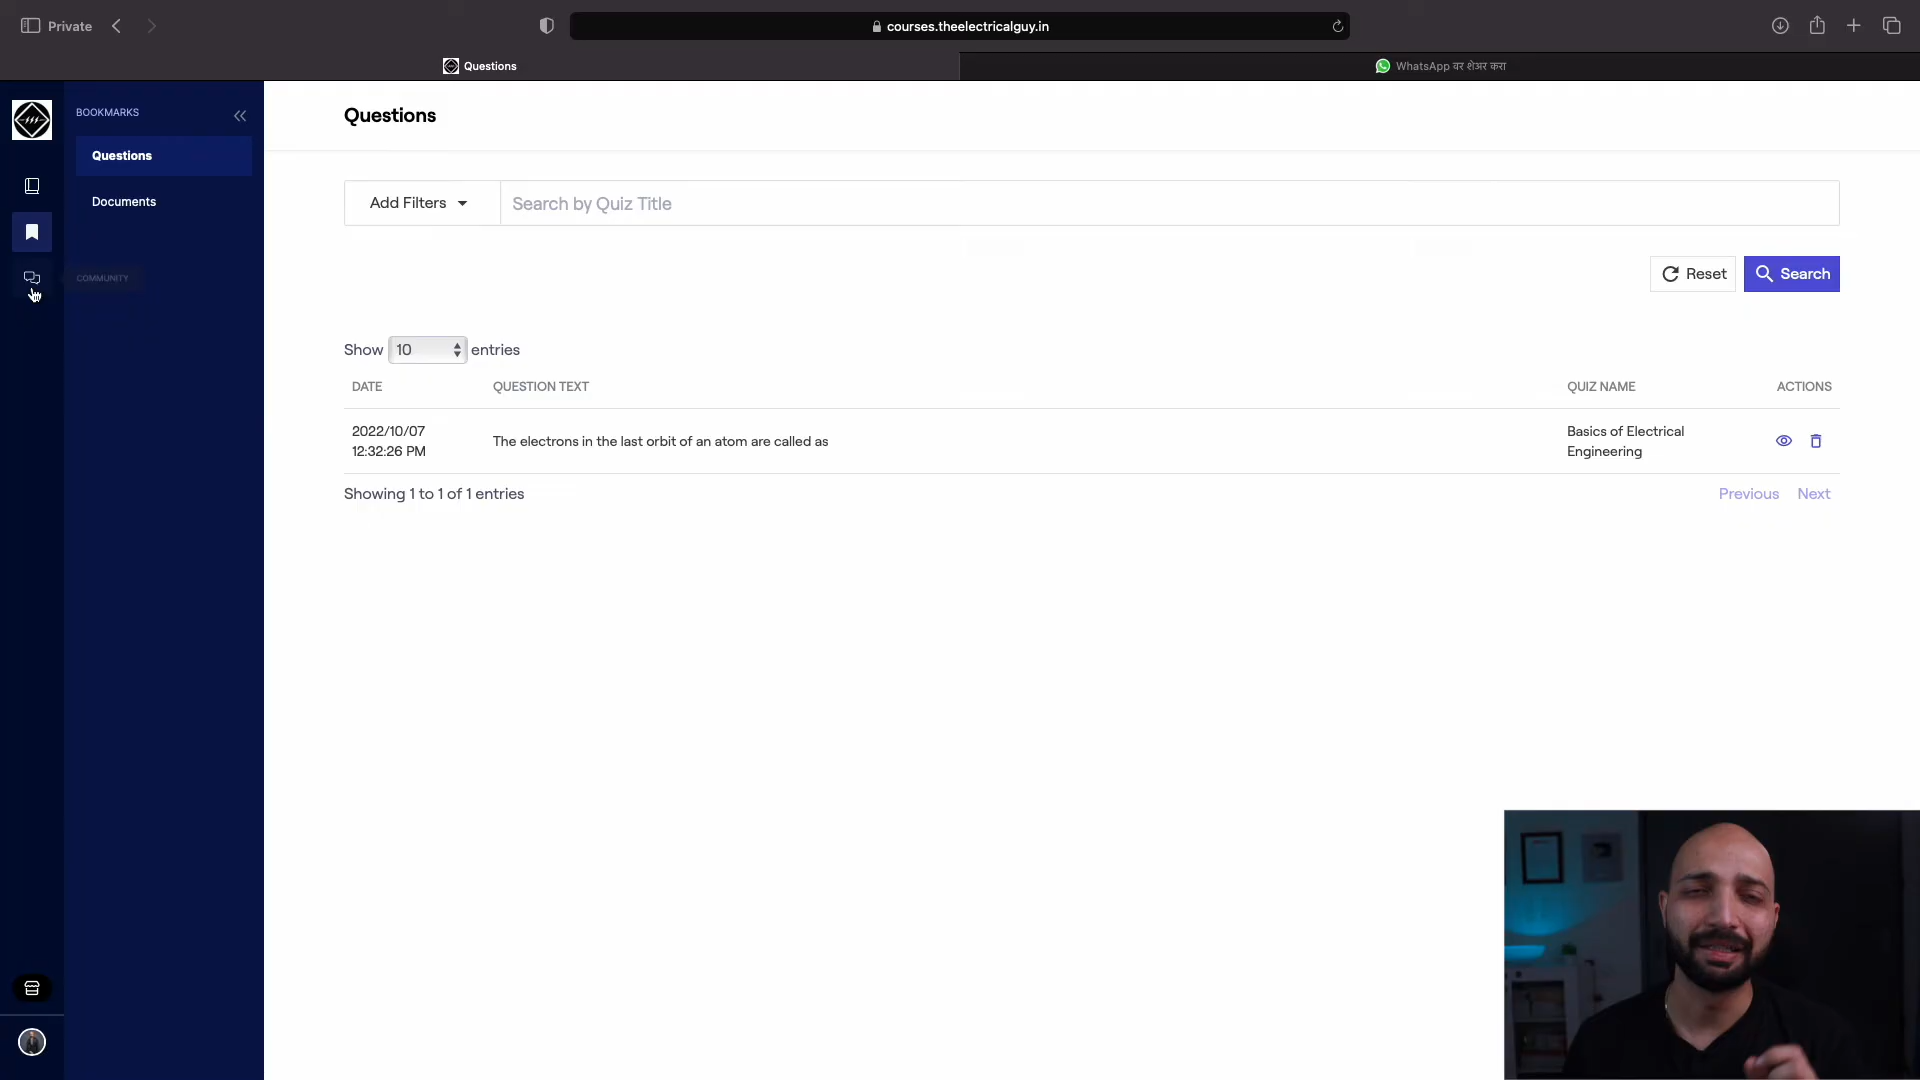 Private
courses.theelectricalguy.in
Questions
WhatsApp वर शेअर करा
BOOKMARKS
Questions
Documents
COMMUNITY
Questions
Add Filters
Search by Quiz Title
Reset
Search
Show 10 entries
DATE QUESTION TEXT QUIZ NAME ACTIONS
2022/10/07
12:32:26 PM
The electrons in the last orbit of an atom are called as
Basics of Electrical
Engineering
Showing 1 to 1 of 1 entries
Previous Next